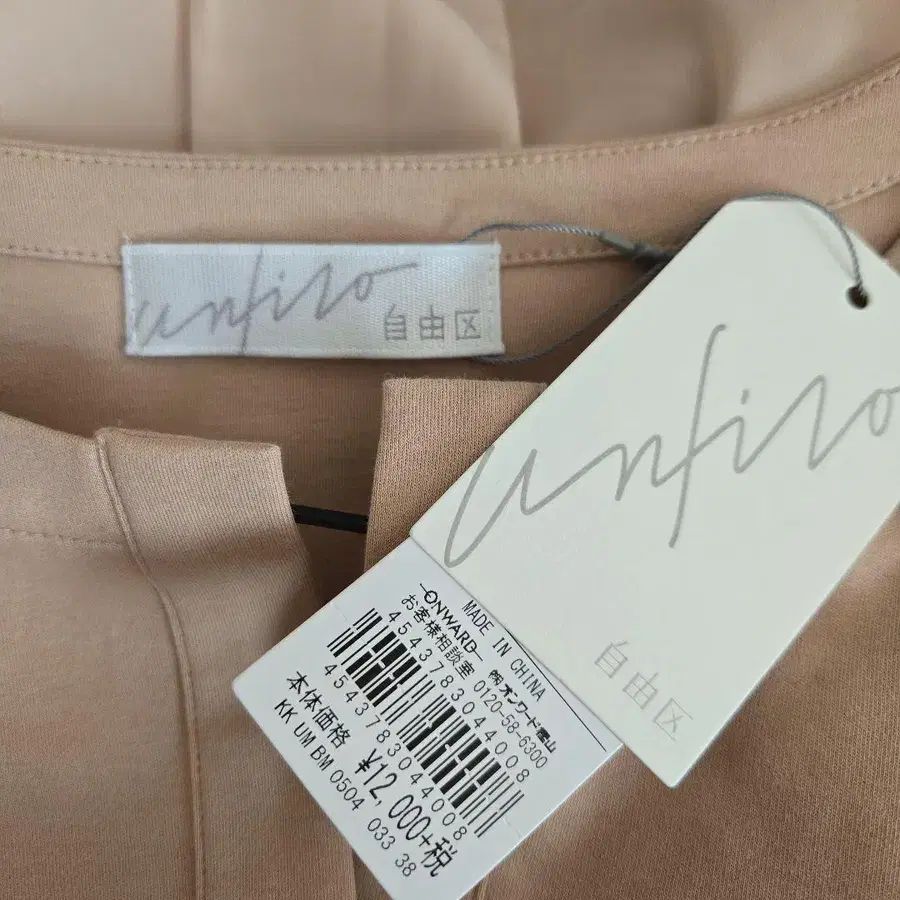 unfilo
自由区
unfilo
自由区
MADE IN CHINA
ONWARD ㈱オンワード樫山
お客様相談室 0120-58-6300
4543783044008
4543783044008
本体価格 ¥12,000+税
KK UM BM 0504 033 38